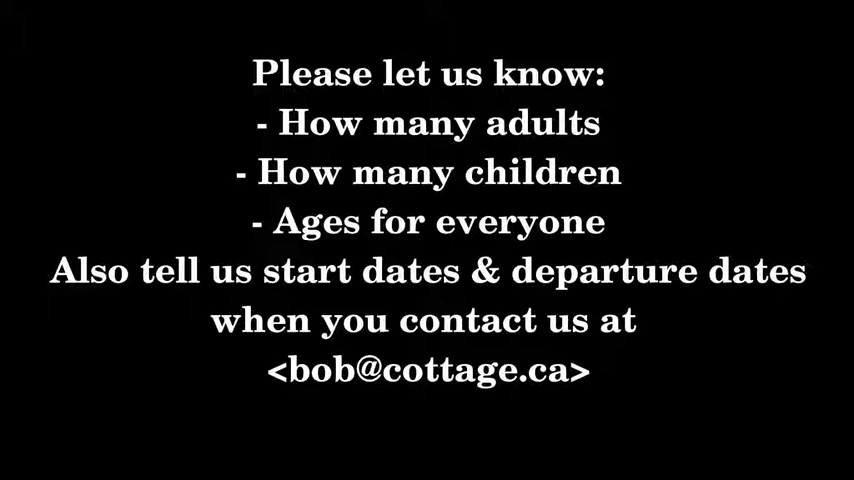 Please let us know:
- How many adults
- How many children
- Ages for everyone
Also tell us start dates & departure dates
when you contact us at
<bob@cottage.ca>